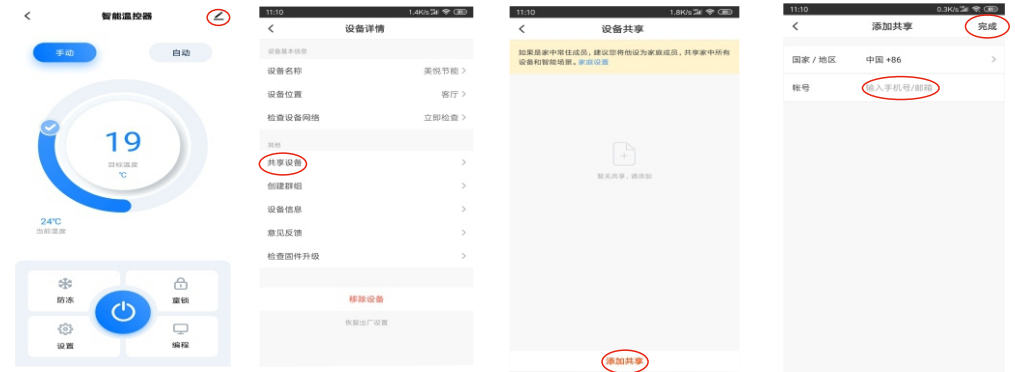 智能温控器
手动
自动
19
目标温度
℃
24℃
当前温度
防冻
童锁
设置
编程
11:10
1.4K/s
设备详情
设备基本信息
设备名称
美悦节能 >
设备位置
客厅 >
检查设备网络
立即检查 >
其他
共享设备 >
创建群组 >
设备信息 >
意见反馈 >
检查固件升级 >
移除设备
恢复出厂设置
11:10
1.8K/s
设备共享
如果是家中常住成员，建议您将他设为家庭成员，共享家中所有
设备和智能场景。家庭设置
暂无共享，请添加
添加共享
11:10
0.3K/s
添加共享
完成
国家 / 地区
中国 +86 >
帐号
输入手机号/邮箱